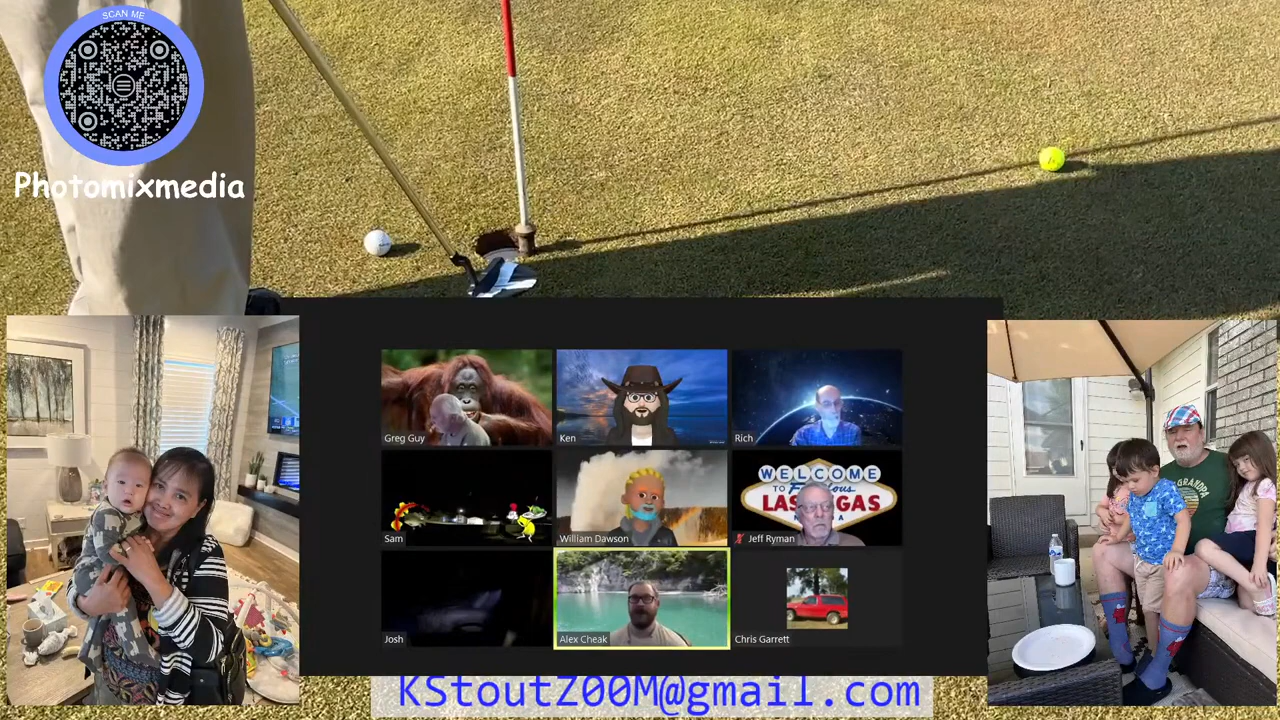 SCAN ME
Photomixmedia
Greg Guy
Ken
Rich
WELCOME
TO Fabulous
LAS VEGAS
Sam
William Dawson
Jeff Ryman
GRANDPA
Josh
Alex Cheak
Chris Garrett
KStoutZ00M@gmail.com